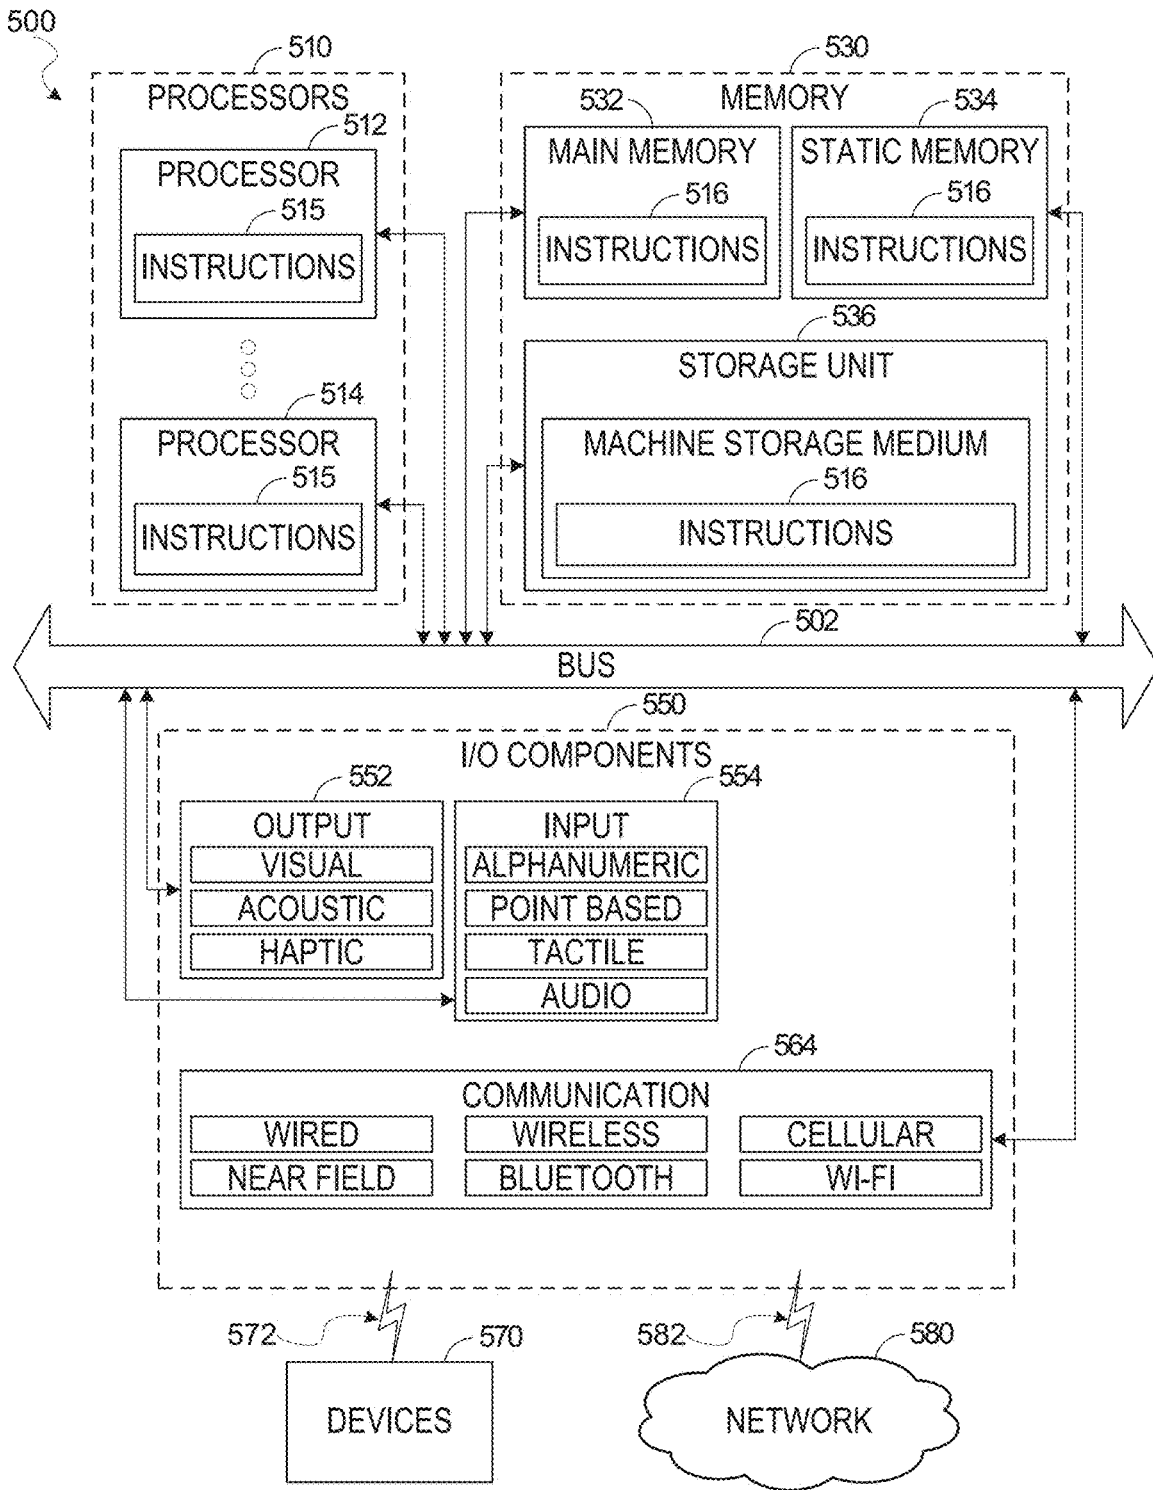 500
510
PROCESSORS
512
PROCESSOR
515
INSTRUCTIONS
514
PROCESSOR
515
INSTRUCTIONS
530
MEMORY
532
MAIN MEMORY
516
INSTRUCTIONS
534
STATIC MEMORY
516
INSTRUCTIONS
536
STORAGE UNIT
MACHINE STORAGE MEDIUM
516
INSTRUCTIONS
502
BUS
550
I/O COMPONENTS
552
OUTPUT
VISUAL
ACOUSTIC
HAPTIC
554
INPUT
ALPHANUMERIC
POINT BASED
TACTILE
AUDIO
564
COMMUNICATION
WIRED
WIRELESS
CELLULAR
NEAR FIELD
BLUETOOTH
WI-FI
572
570
DEVICES
582
580
NETWORK